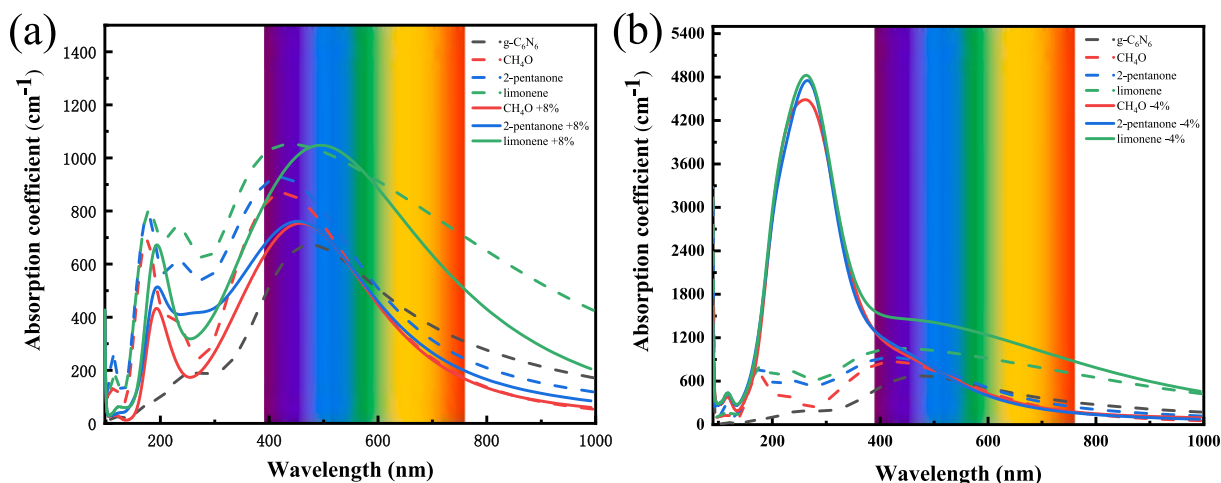 (a)
Absorption coefficient (cm⁻¹)
1400
1200
1000
800
600
400
200
0
200
400
600
800
1000
Wavelength (nm)
g-C₆N₆
CH₄O
2-pentanone
limonene
CH₄O +8%
2-pentanone +8%
limonene +8%
(b)
Absorption coefficient (cm⁻¹)
5400
4800
4200
3600
3000
2400
1800
1200
600
0
200
400
600
800
1000
Wavelength (nm)
g-C₆N₆
CH₄O
2-pentanone
limonene
CH₄O -4%
2-pentanone -4%
limonene -4%